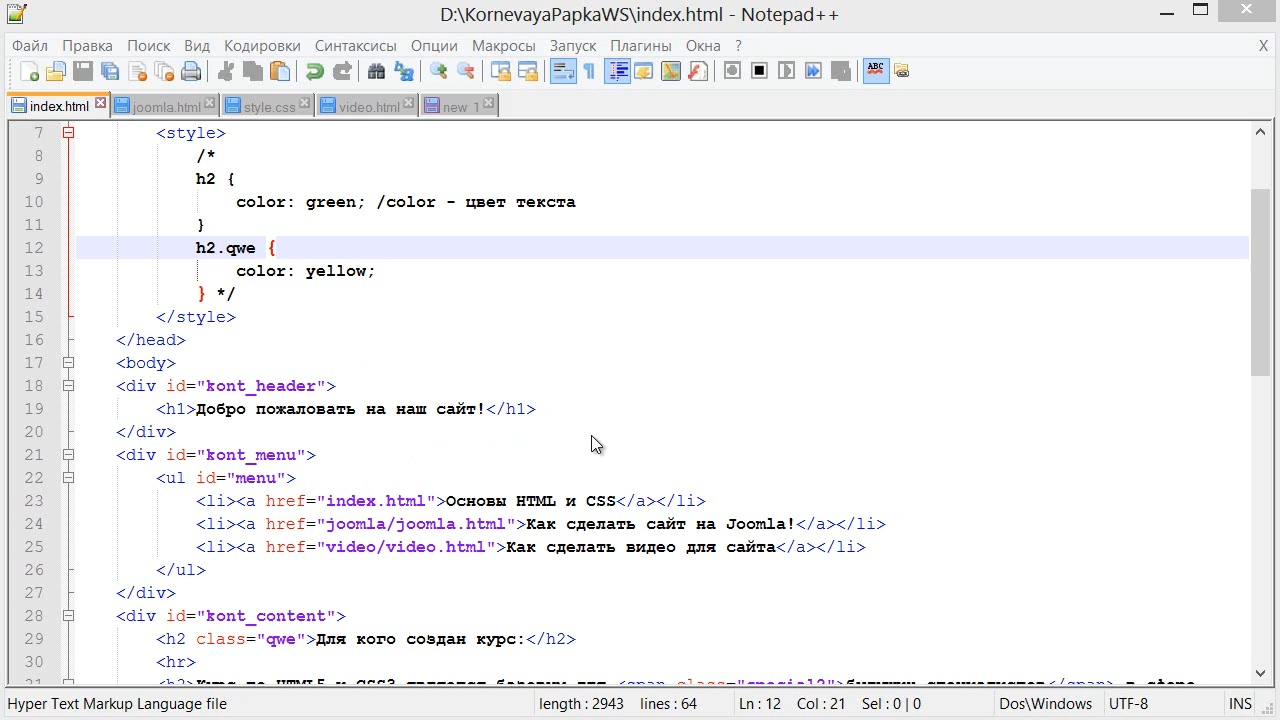 D:\KornevayaPapkaWS\index.html - Notepad++
Файл Правка Поиск Вид Кодировки Синтаксисы Опции Макросы Запуск Плагины Окна ? X
ABC
index.html joomla.html style.css video.html new 1
7 <style>
8 /*
9 h2 {
10 color: green; /color - цвет текста
11 }
12 h2.qwe {
13 color: yellow;
14 } */
15 </style>
16 </head>
17 <body>
18 <div id="kont_header">
19 <h1>Добро пожаловать на наш сайт!</h1>
20 </div>
21 <div id="kont_menu">
22 <ul id="menu">
23 <li><a href="index.html">Основы HTML и CSS</a></li>
24 <li><a href="joomla/joomla.html">Как сделать сайт на Joomla!</a></li>
25 <li><a href="video/video.html">Как сделать видео для сайта</a></li>
26 </ul>
27 </div>
28 <div id="kont_content">
29 <h2 class="qwe">Для кого создан курс:</h2>
30 <hr>
Hyper Text Markup Language file length : 2943 lines : 64 Ln : 12 Col : 21 Sel : 0 | 0 Dos\Windows UTF-8 INS